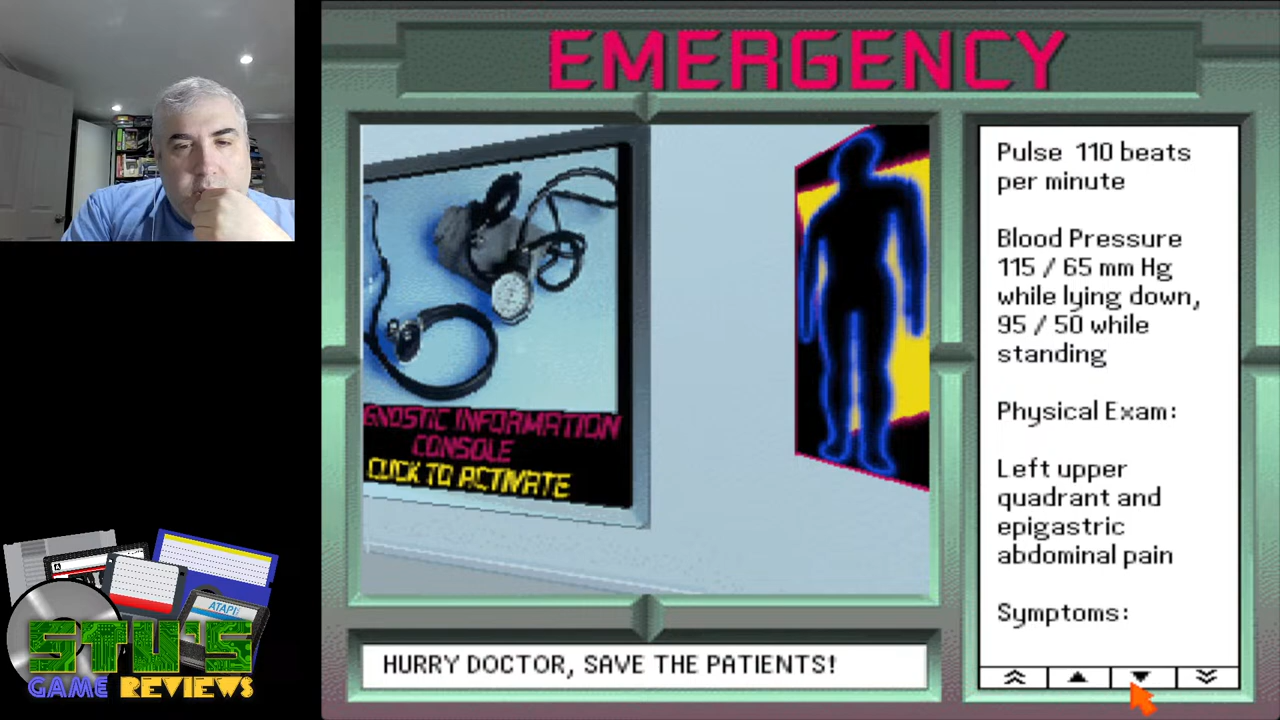 EMERGENCY
GNOSTIC INFORMATION
CONSOLE
CLICK TO ACTIVATE
Pulse 110 beats
per minute
Blood Pressure
115 / 65 mm Hg
while lying down,
95 / 50 while
standing
Physical Exam:
Left upper
quadrant and
epigastric
abdominal pain
Symptoms:
HURRY DOCTOR, SAVE THE PATIENTS!
A
ATARI
STU'S
GAME REVIEWS